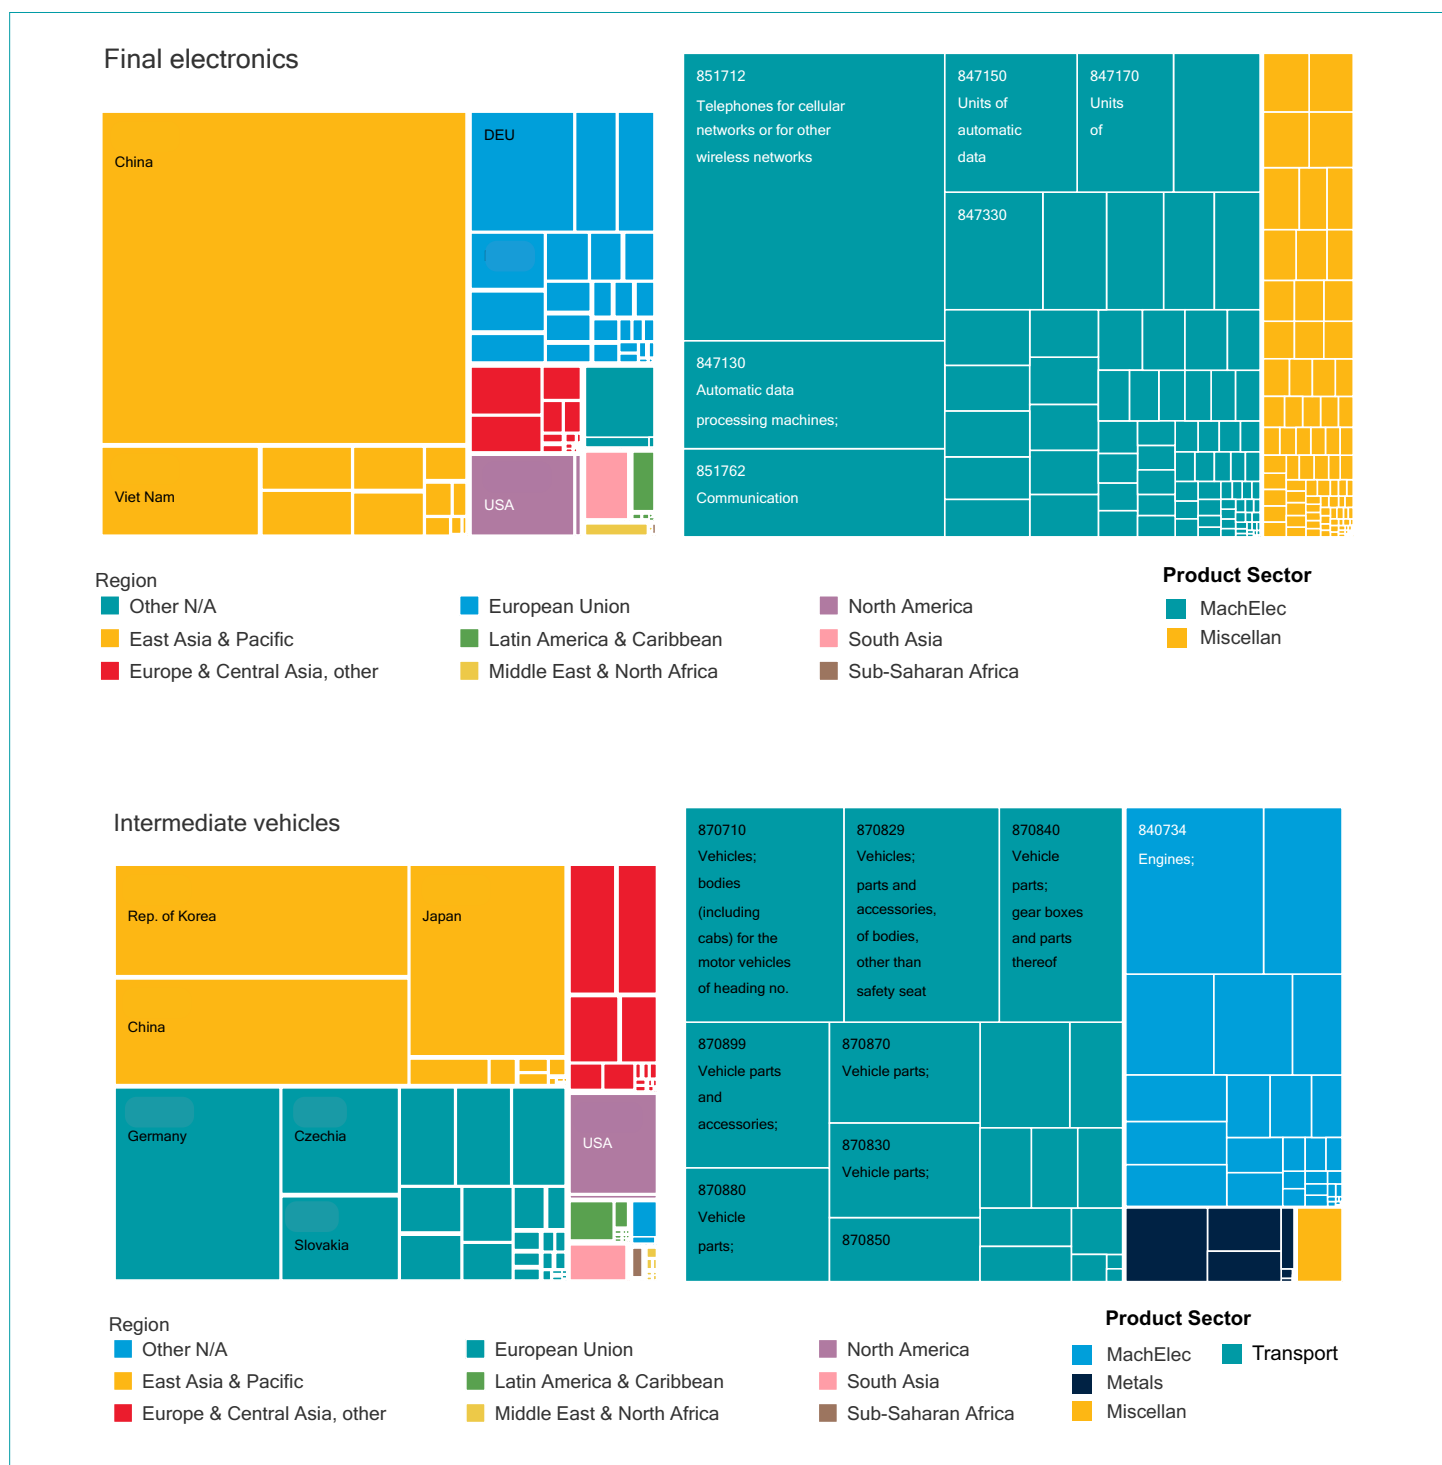 Final electronics
China
DEU
Viet Nam
USA
851712
Telephones for cellular
networks or for other
wireless networks
847150
Units of
automatic
data
847170
Units
of
847330
847130
Automatic data
processing machines;
851762
Communication
Region
Other N/A
East Asia & Pacific
Europe & Central Asia, other
European Union
Latin America & Caribbean
Middle East & North Africa
North America
South Asia
Sub-Saharan Africa
Product Sector
MachElec
Miscellan
Intermediate vehicles
Rep. of Korea
Japan
China
Germany
Czechia
Slovakia
USA
870710
Vehicles;
bodies
(including
cabs) for the
motor vehicles
of heading no.
870829
Vehicles;
parts and
accessories,
of bodies,
other than
safety seat
870840
Vehicle
parts;
gear boxes
and parts
thereof
840734
Engines;
870899
Vehicle parts
and
accessories;
870870
Vehicle parts;
870830
Vehicle parts;
870880
Vehicle
parts;
870850
Region
Other N/A
East Asia & Pacific
Europe & Central Asia, other
European Union
Latin America & Caribbean
Middle East & North Africa
North America
South Asia
Sub-Saharan Africa
Product Sector
MachElec
Transport
Metals
Miscellan